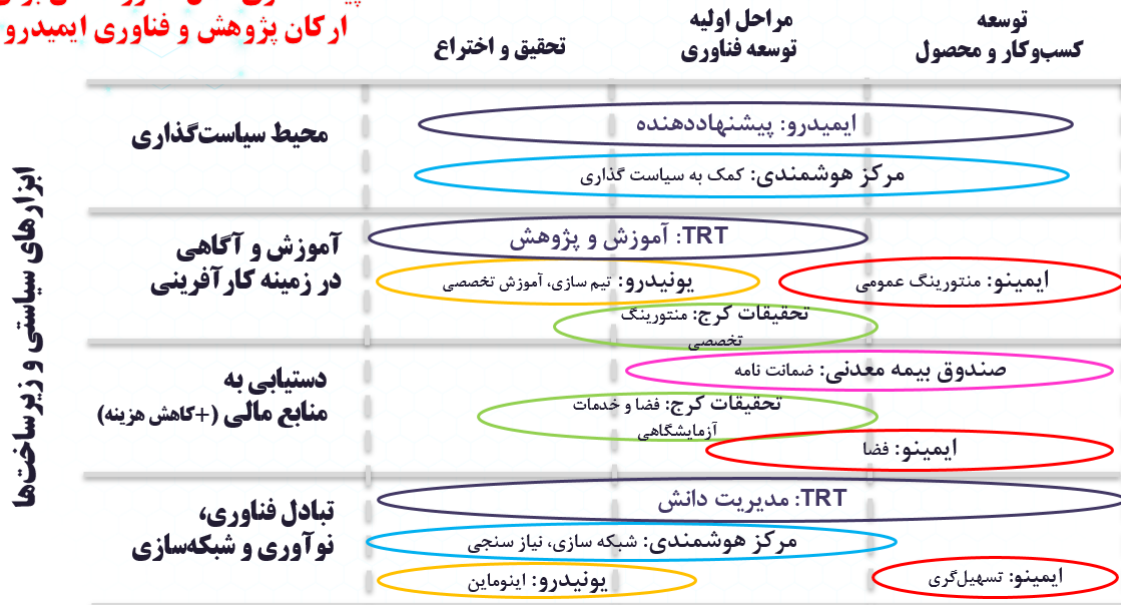 ارکان پژوهش و فناوری ایمیدرو
تحقیق و اختراع
مراحل اولیه
توسعه فناوری
توسعه
کسب‌وکار و محصول
ابزارهای سیاستی و زیرساخت‌ها
محیط سیاست‌گذاری
ایمیدرو: پیشنهاددهنده
مرکز هوشمندی: کمک به سیاست گذاری
آموزش و آگاهی
در زمینه کارآفرینی
TRT: آموزش و پژوهش
یونیدرو: تیم سازی، آموزش تخصصی
ایمینو: منتورینگ عمومی
تحقیقات کرج: منتورینگ
تخصصی
دستیابی به
منابع مالی (+کاهش هزینه)
صندوق بیمه معدنی: ضمانت نامه
تحقیقات کرج: فضا و خدمات
آزمایشگاهی
ایمینو: فضا
تبادل فناوری،
نوآوری و شبکه‌سازی
TRT: مدیریت دانش
مرکز هوشمندی: شبکه سازی، نیاز سنجی
یونیدرو: اینوماین
ایمینو: تسهیل‌گری